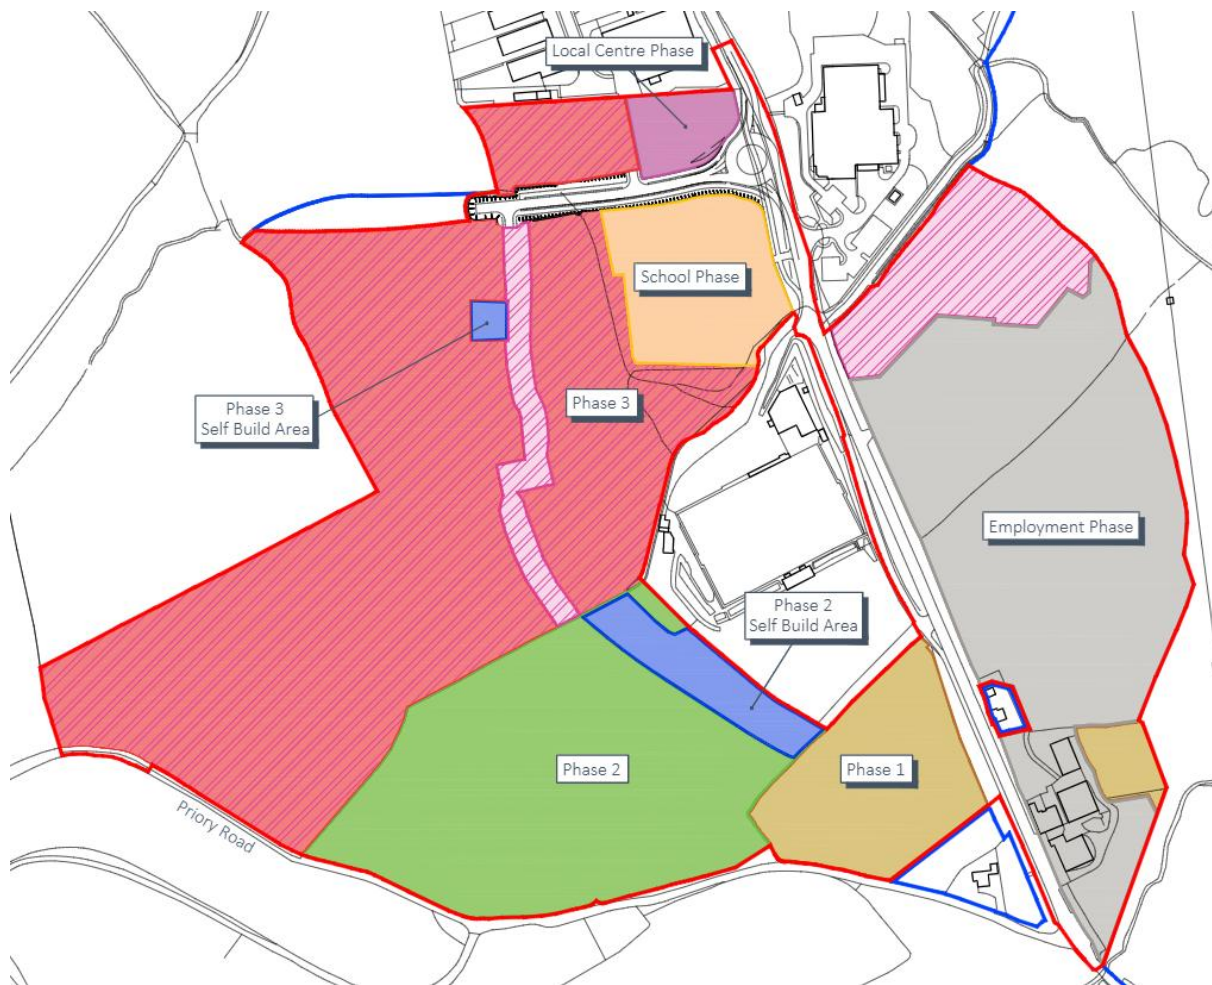 Local Centre Phase
School Phase
Phase 3
Self Build Area
Phase 3
Employment Phase
Phase 2
Self Build Area
Phase 2
Phase 1
Priory Road